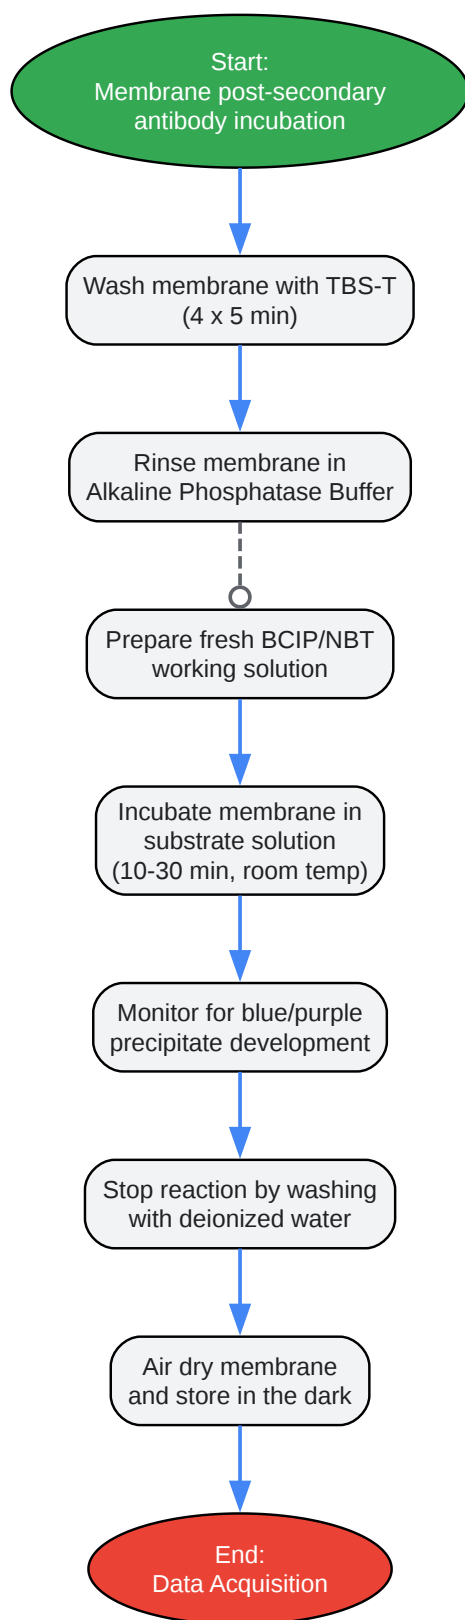 Start:
Membrane post-secondary
antibody incubation
Wash membrane with TBS-T
(4 x 5 min)
Rinse membrane in
Alkaline Phosphatase Buffer
Prepare fresh BCIP/NBT
working solution
Incubate membrane in
substrate solution
(10-30 min, room temp)
Monitor for blue/purple
precipitate development
Stop reaction by washing
with deionized water
Air dry membrane
and store in the dark
End:
Data Acquisition